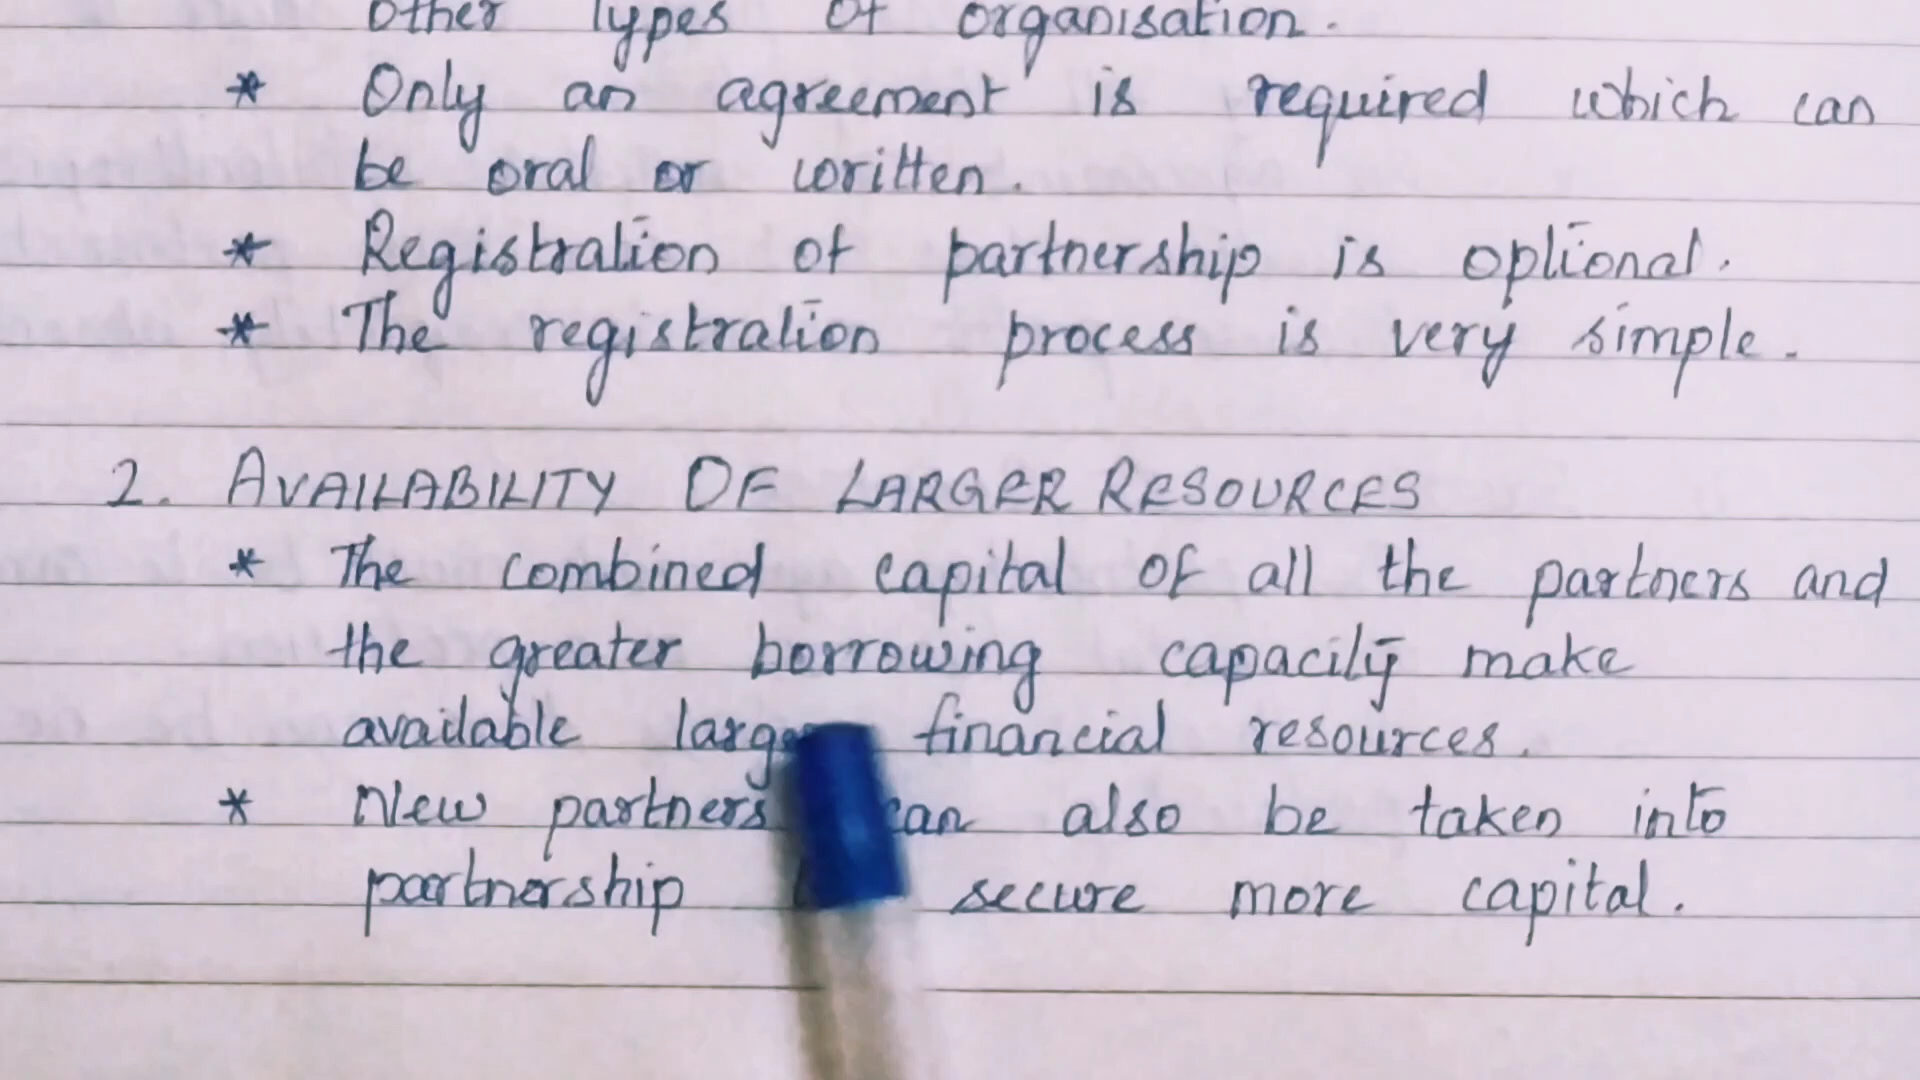 other types of organisation.
* Only an agreement is required which can
be oral or written.
* Registration of partnership is optional.
* The registration process is very simple.
2. AVAILABILITY OF LARGER RESOURCES
* The combined capital of all the partners and
the greater borrowing capacity make
available financial resources.
* New partners can also be taken into
partnership secure more capital.